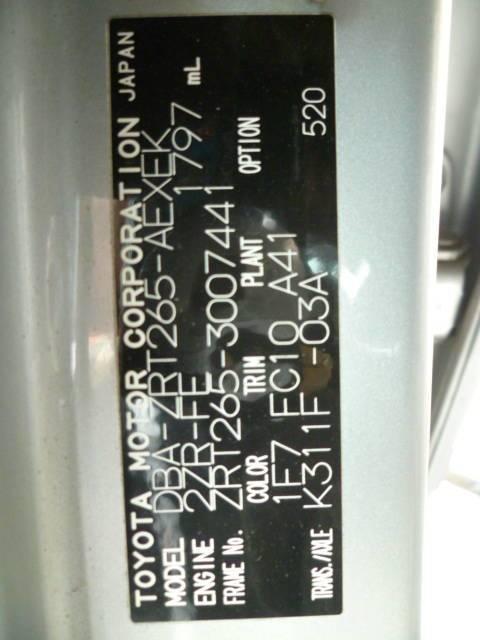 TOYOTA MOTOR CORPORATION JAPAN
MODEL DBA-ZRT265-AEXEK
ENGINE 2ZR-FE 1797 mL
FRAME No. ZRT265-3007441
COLOR TRIM PLANT OPTION
1F7 FC10 A41
TRANS./AXLE K311F -03A 520